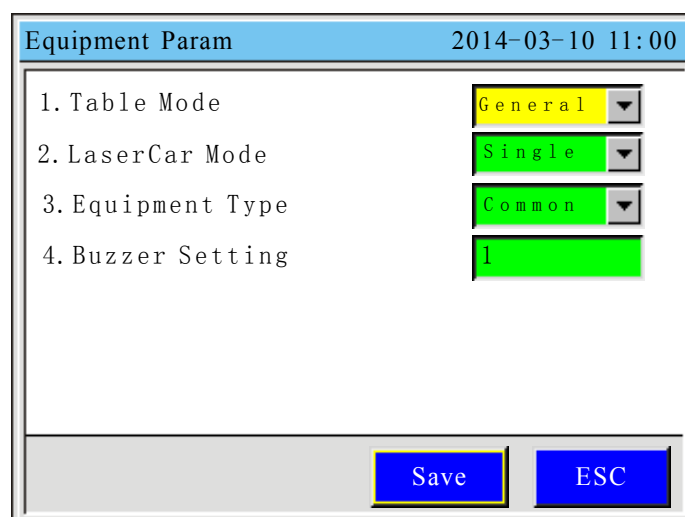 Equipment Param 2014-03-10 11:00
1.Table Mode General
2.LaserCar Mode Single
3.Equipment Type Common
4.Buzzer Setting 1
Save ESC